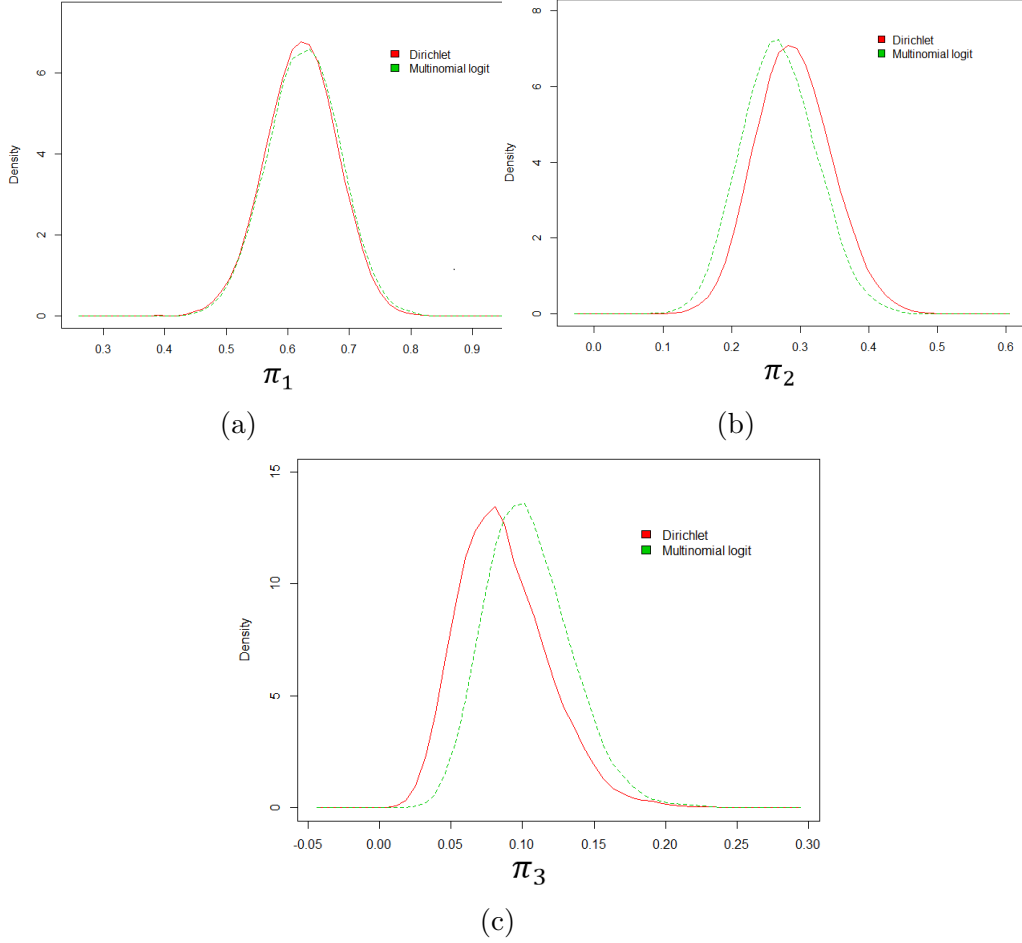 Density
6
4
2
0
Dirichlet
Multinomial logit
0.3 0.4 0.5 0.6 0.7 0.8 0.9
π₁
(a)
Density
8
6
4
2
0
Dirichlet
Multinomial logit
0.0 0.1 0.2 0.3 0.4 0.5 0.6
π₂
(b)
Density
15
10
5
0
Dirichlet
Multinomial logit
-0.05 0.00 0.05 0.10 0.15 0.20 0.25 0.30
π₃
(c)